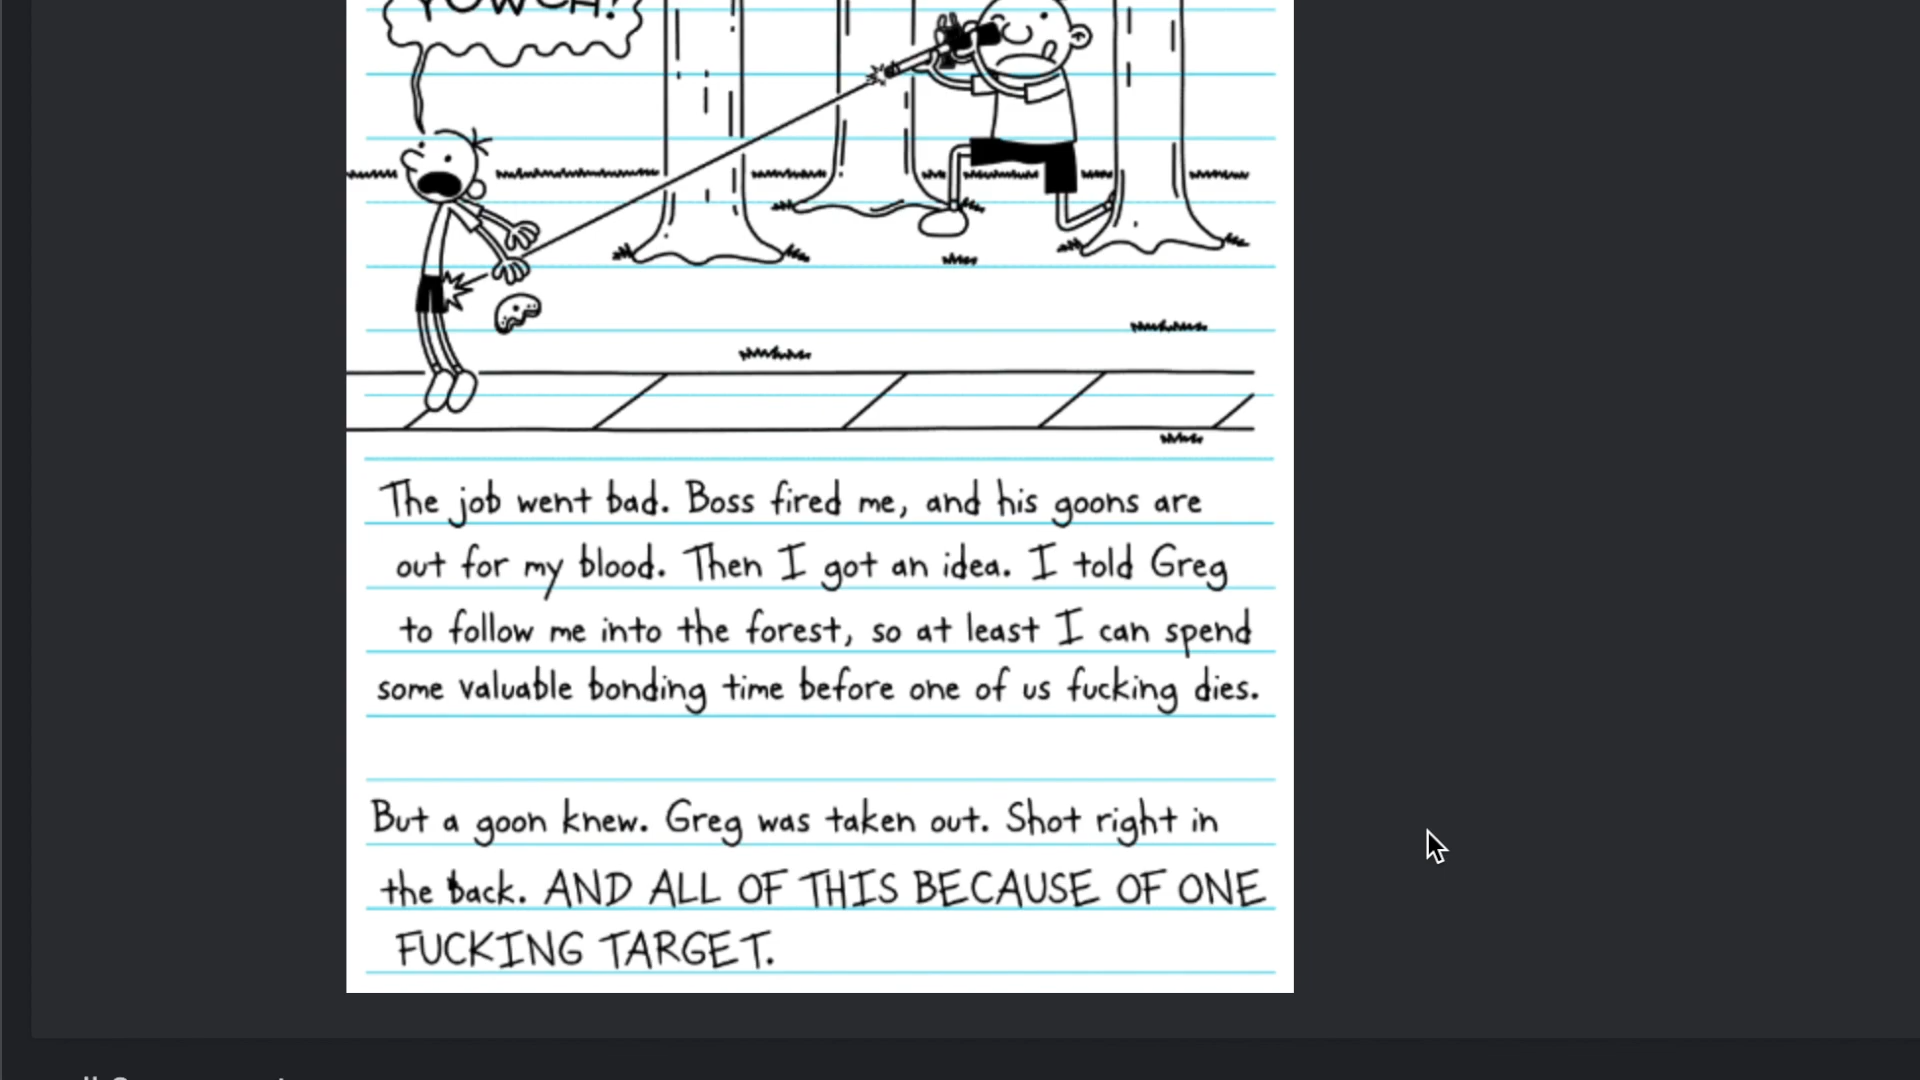 YOWCH!
The job went bad. Boss fired me, and his goons are
out for my blood. Then I got an idea. I told Greg
to follow me into the forest, so at least I can spend
some valuable bonding time before one of us fucking dies.
But a goon knew. Greg was taken out. Shot right in
the back. AND ALL OF THIS BECAUSE OF ONE
FUCKING TARGET.